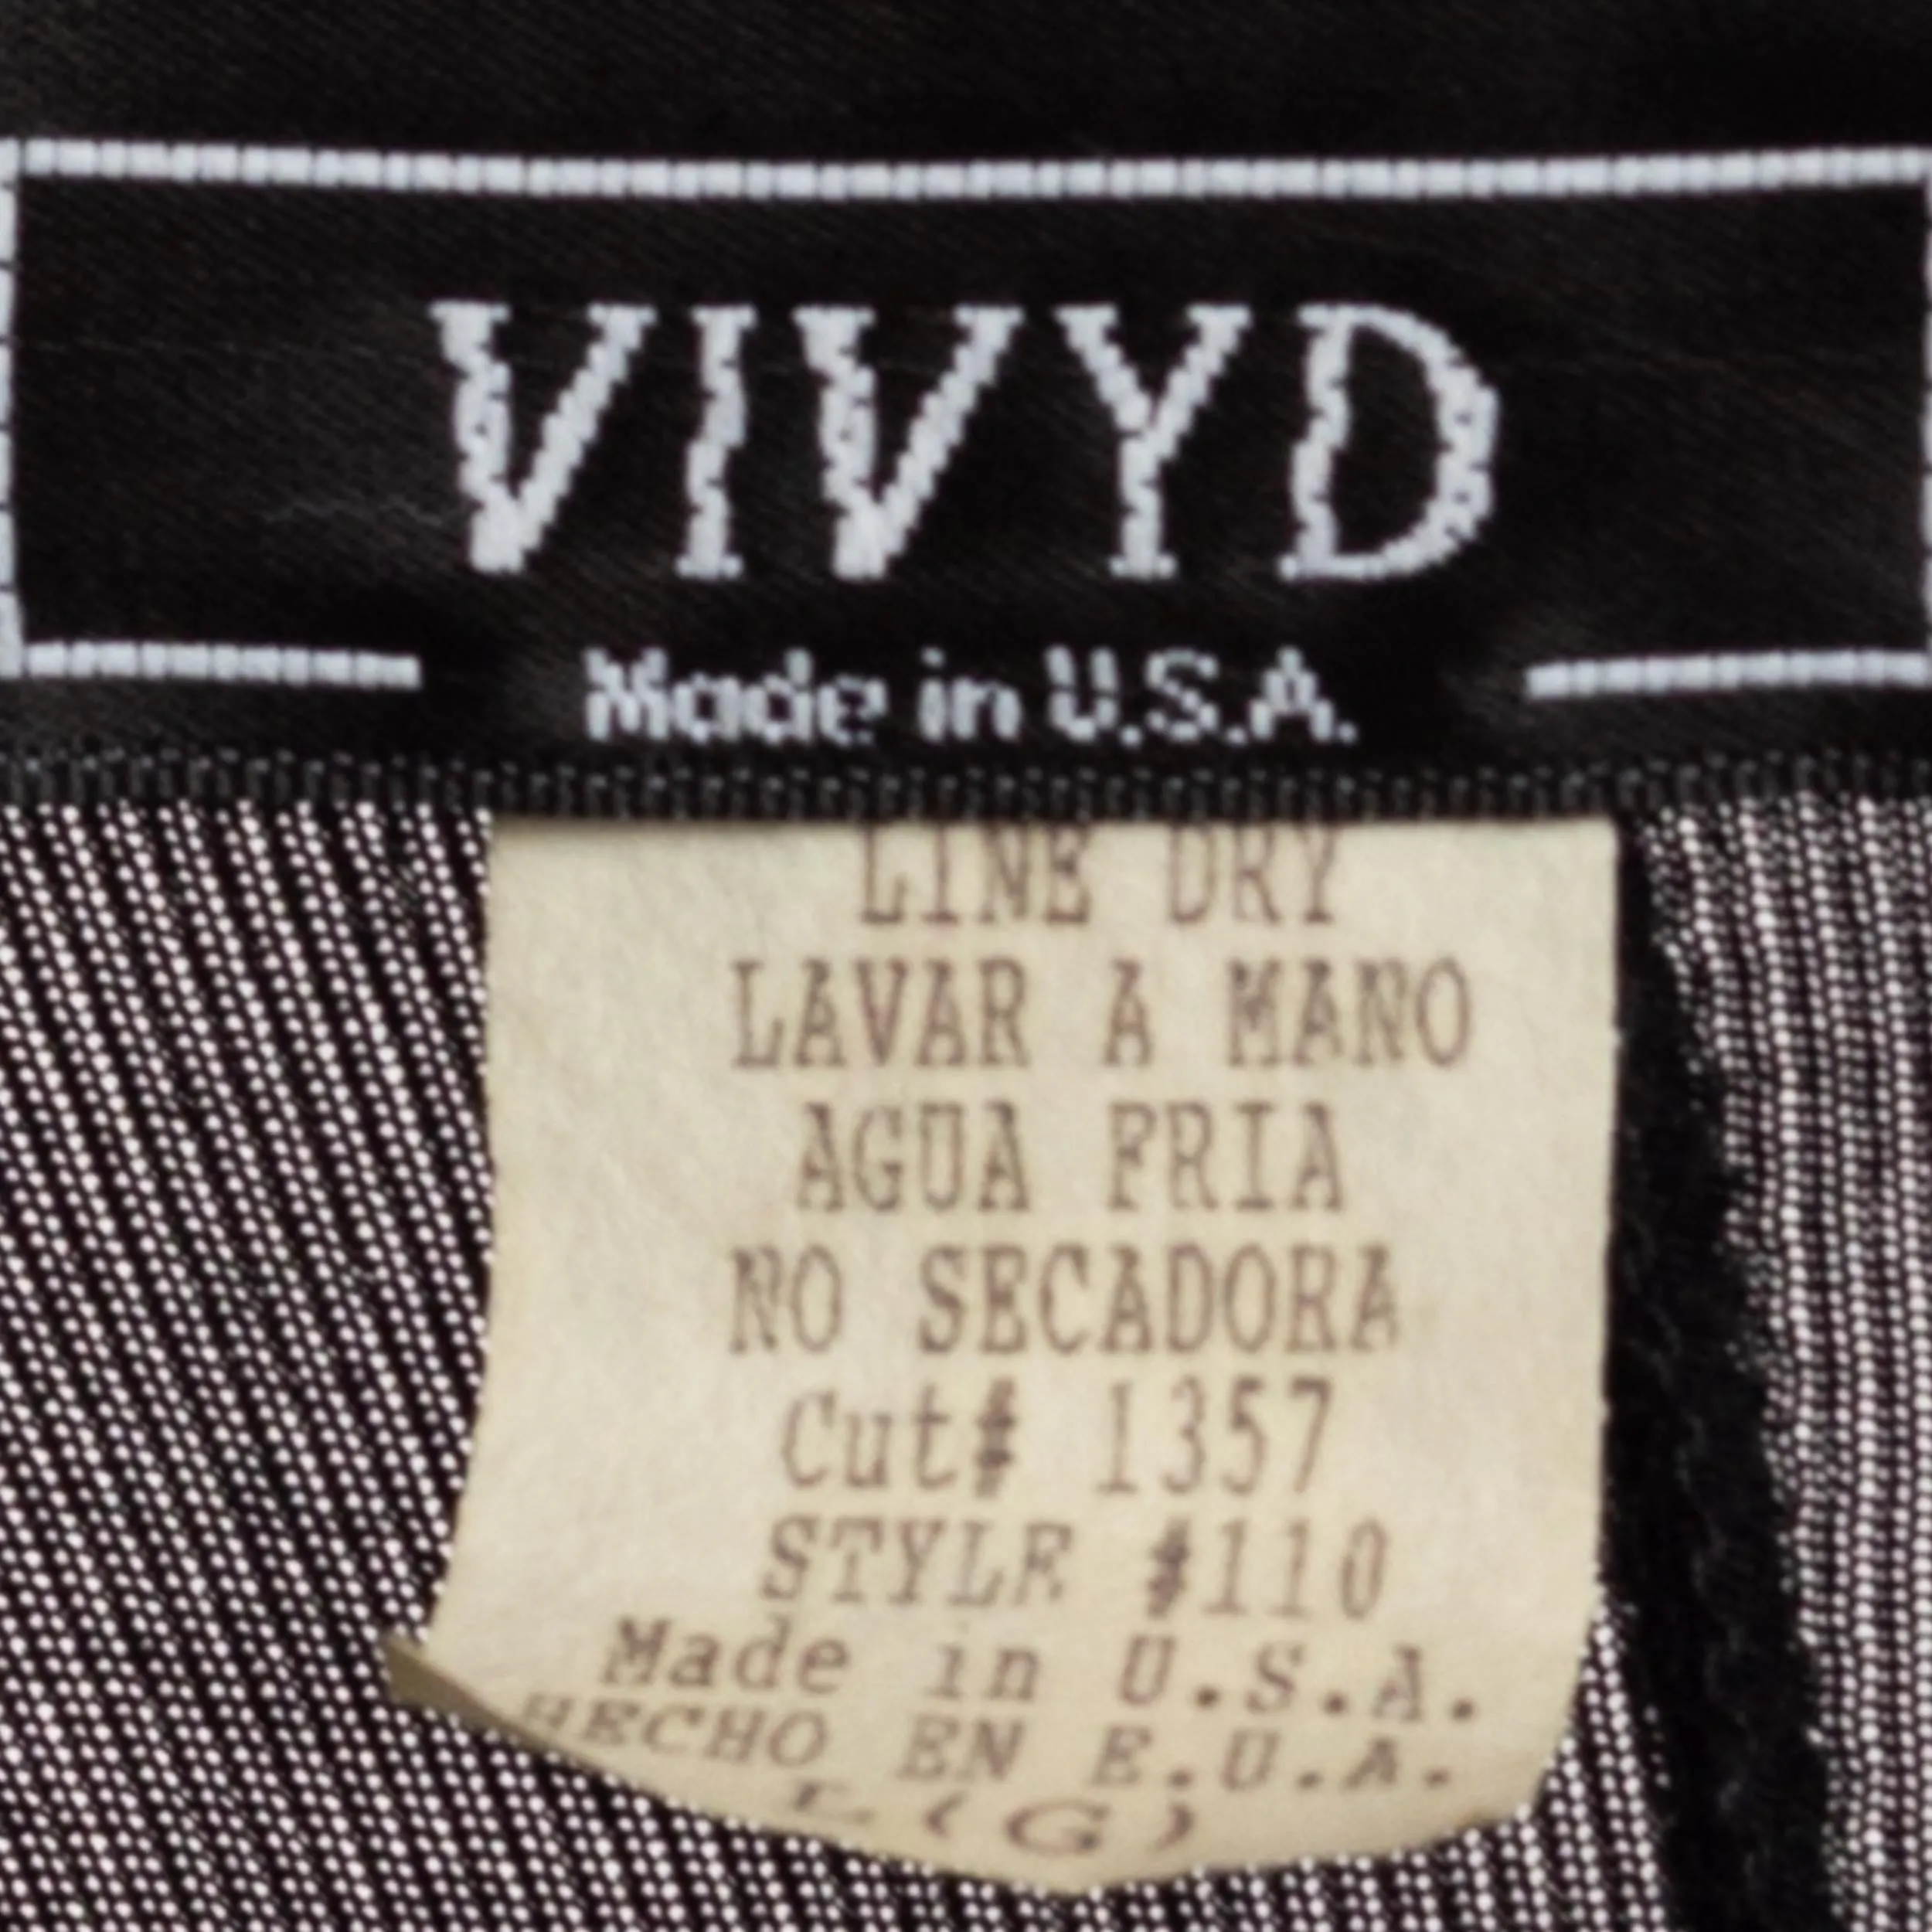 VIVYD
Made in U.S.A.
LINE DRY
LAVAR A MANO
AGUA FRIA
NO SECADORA
Cut# 1357
STYLE #110
Made in U.S.A.
HECHO EN E.U.A.
L(G)